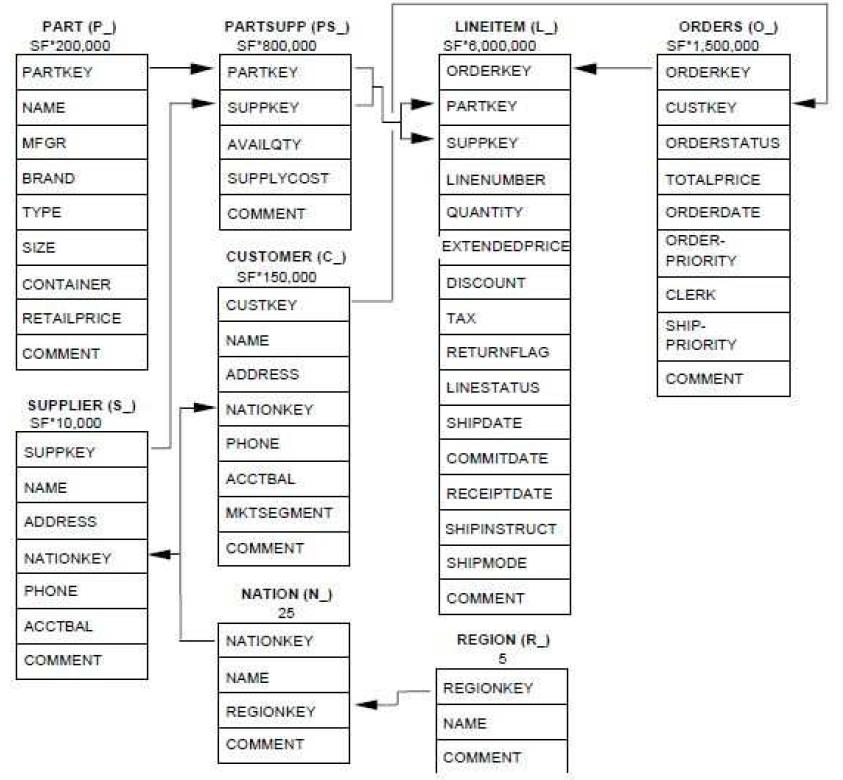 PART (P_)
SF*200,000
PARTKEY
NAME
MFGR
BRAND
TYPE
SIZE
CONTAINER
RETAILPRICE
COMMENT
SUPPLIER (S_)
SF*10,000
SUPPKEY
NAME
ADDRESS
NATIONKEY
PHONE
ACCTBAL
COMMENT
PARTSUPP (PS_)
SF*800,000
PARTKEY
SUPPKEY
AVAILQTY
SUPPLYCOST
COMMENT
CUSTOMER (C_)
SF*150,000
CUSTKEY
NAME
ADDRESS
NATIONKEY
PHONE
ACCTBAL
MKTSEGMENT
COMMENT
NATION (N_)
25
NATIONKEY
NAME
REGIONKEY
COMMENT
LINEITEM (L_)
SF*6,000,000
ORDERKEY
PARTKEY
SUPPKEY
LINENUMBER
QUANTITY
EXTENDEDPRICE
DISCOUNT
TAX
RETURNFLAG
LINESTATUS
SHIPDATE
COMMITDATE
RECEIPTDATE
SHIPINSTRUCT
SHIPMODE
COMMENT
REGION (R_)
5
REGIONKEY
NAME
COMMENT
ORDERS (O_)
SF*1,500,000
ORDERKEY
CUSTKEY
ORDERSTATUS
TOTALPRICE
ORDERDATE
ORDER-
PRIORITY
CLERK
SHIP-
PRIORITY
COMMENT